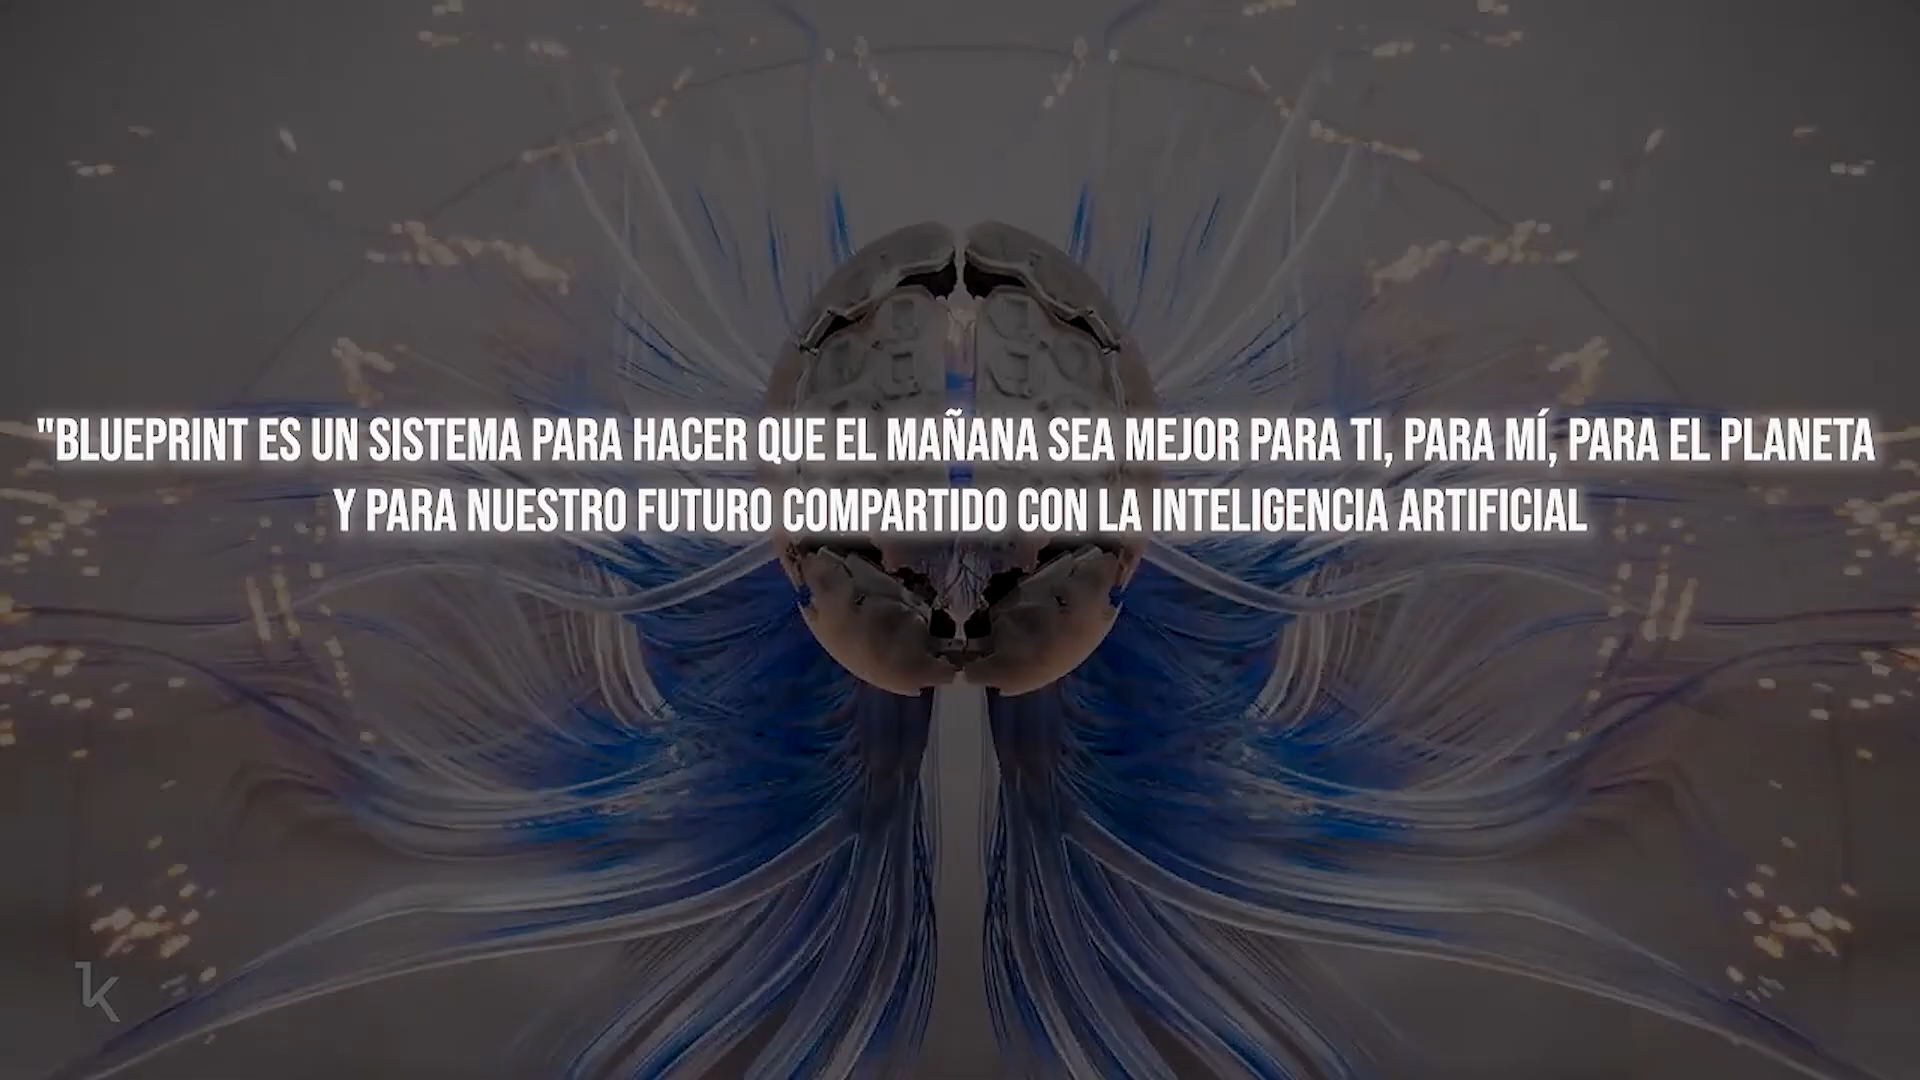 "BLUEPRINT ES UN SISTEMA PARA HACER QUE EL MAÑANA SEA MEJOR PARA TI, PARA MÍ, PARA EL PLANETA
Y PARA NUESTRO FUTURO COMPARTIDO CON LA INTELIGENCIA ARTIFICIAL
1K